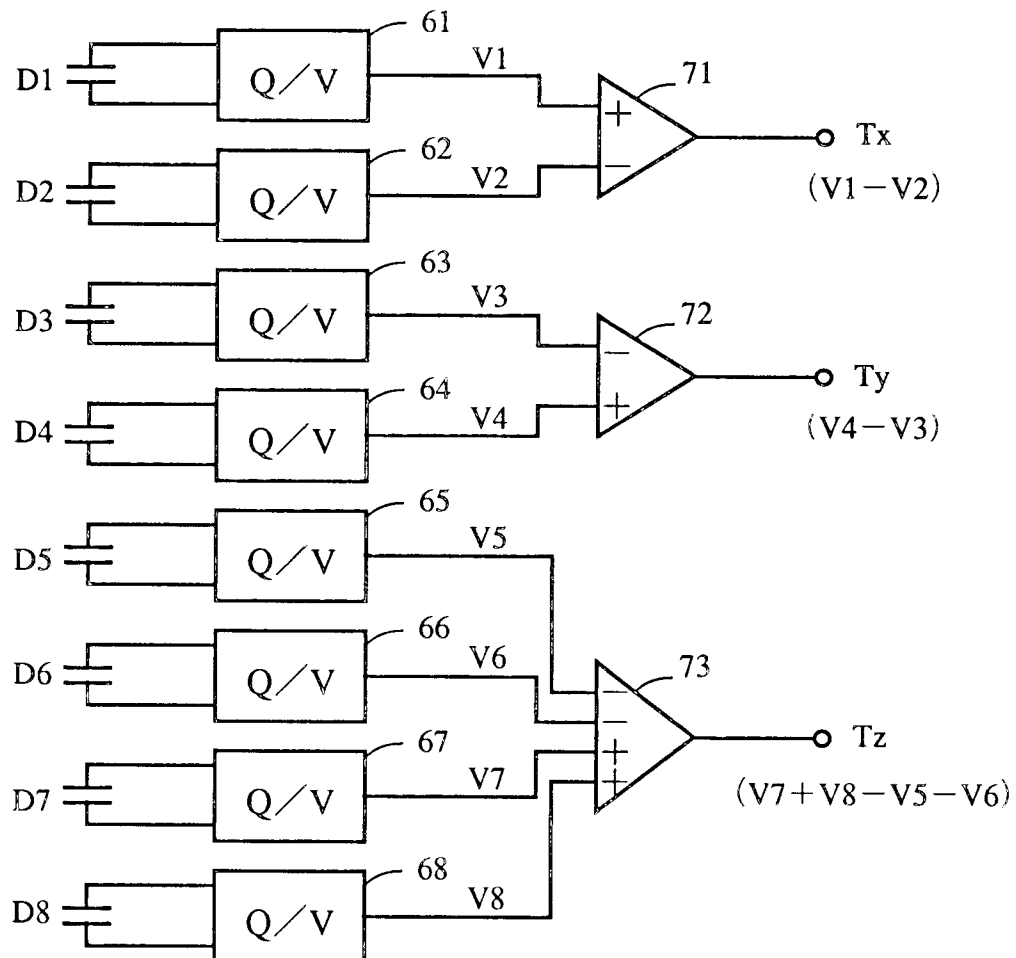 61
D1 Q/V V1
71
+
−
Tx
(V1−V2)
62
D2 Q/V V2
63
D3 Q/V V3
72
−
+
Ty
(V4−V3)
64
D4 Q/V V4
65
D5 Q/V V5
66
D6 Q/V V6
73
−
−
+
+
Tz
(V7+V8−V5−V6)
67
D7 Q/V V7
68
D8 Q/V V8